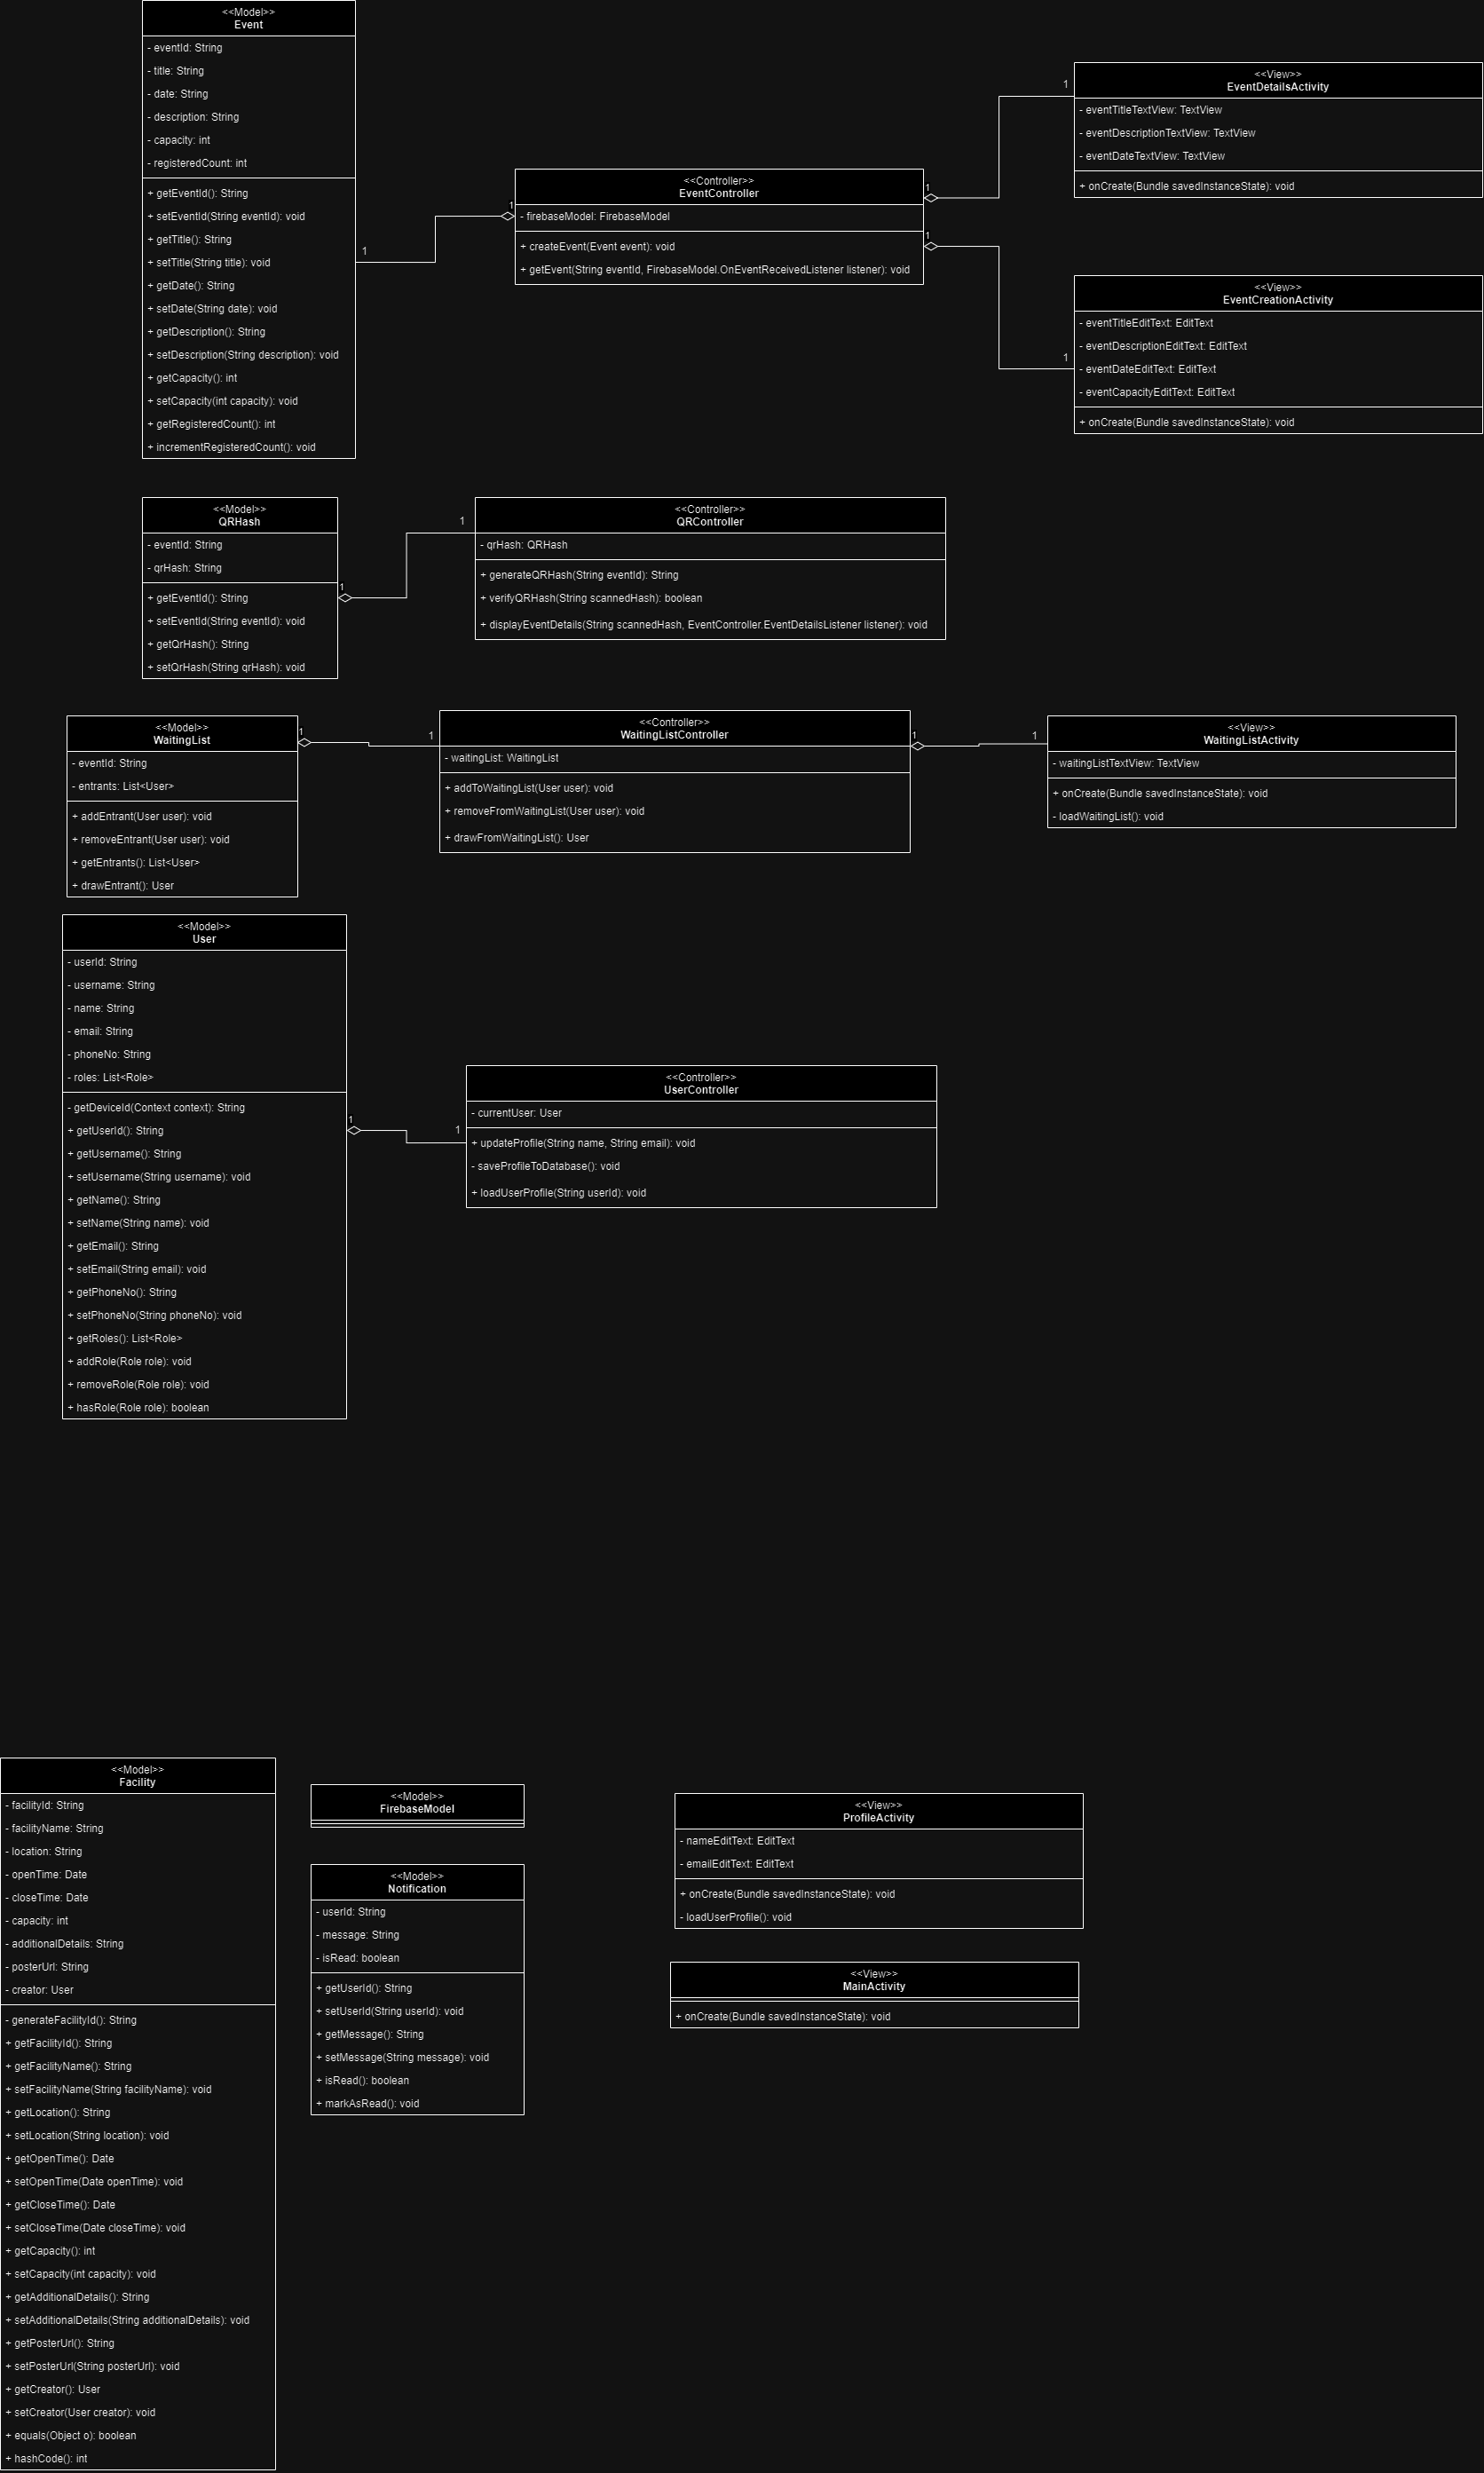 <<Model>>
Event
- eventId: String
- title: String
- date: String
- description: String
- capacity: int
- registeredCount: int
+ getEventId(): String
+ setEventId(String eventId): void
+ getTitle(): String
+ setTitle(String title): void
+ getDate(): String
+ setDate(String date): void
+ getDescription(): String
+ setDescription(String description): void
+ getCapacity(): int
+ setCapacity(int capacity): void
+ getRegisteredCount(): int
+ incrementRegisteredCount(): void
1
1
<<Controller>>
EventController
- firebaseModel: FirebaseModel
+ createEvent(Event event): void
+ getEvent(String eventId, FirebaseModel.OnEventReceivedListener listener): void
1
1
1
<<View>>
EventDetailsActivity
- eventTitleTextView: TextView
- eventDescriptionTextView: TextView
- eventDateTextView: TextView
+ onCreate(Bundle savedInstanceState): void
1
<<View>>
EventCreationActivity
- eventTitleEditText: EditText
- eventDescriptionEditText: EditText
- eventDateEditText: EditText
- eventCapacityEditText: EditText
+ onCreate(Bundle savedInstanceState): void
<<Model>>
QRHash
- eventId: String
- qrHash: String
+ getEventId(): String
+ setEventId(String eventId): void
+ getQrHash(): String
+ setQrHash(String qrHash): void
1
1
<<Controller>>
QRController
- qrHash: QRHash
+ generateQRHash(String eventId): String
+ verifyQRHash(String scannedHash): boolean
+ displayEventDetails(String scannedHash, EventController.EventDetailsListener listener): void
<<Model>>
WaitingList
- eventId: String
- entrants: List<User>
+ addEntrant(User user): void
+ removeEntrant(User user): void
+ getEntrants(): List<User>
+ drawEntrant(): User
1
1
<<Controller>>
WaitingListController
- waitingList: WaitingList
+ addToWaitingList(User user): void
+ removeFromWaitingList(User user): void
+ drawFromWaitingList(): User
1
1
<<View>>
WaitingListActivity
- waitingListTextView: TextView
+ onCreate(Bundle savedInstanceState): void
- loadWaitingList(): void
<<Model>>
User
- userId: String
- username: String
- name: String
- email: String
- phoneNo: String
- roles: List<Role>
- getDeviceId(Context context): String
+ getUserId(): String
+ getUsername(): String
+ setUsername(String username): void
+ getName(): String
+ setName(String name): void
+ getEmail(): String
+ setEmail(String email): void
+ getPhoneNo(): String
+ setPhoneNo(String phoneNo): void
+ getRoles(): List<Role>
+ addRole(Role role): void
+ removeRole(Role role): void
+ hasRole(Role role): boolean
1
1
<<Controller>>
UserController
- currentUser: User
+ updateProfile(String name, String email): void
- saveProfileToDatabase(): void
+ loadUserProfile(String userId): void
<<Model>>
Facility
- facilityId: String
- facilityName: String
- location: String
- openTime: Date
- closeTime: Date
- capacity: int
- additionalDetails: String
- posterUrl: String
- creator: User
- generateFacilityId(): String
+ getFacilityId(): String
+ getFacilityName(): String
+ setFacilityName(String facilityName): void
+ getLocation(): String
+ setLocation(String location): void
+ getOpenTime(): Date
+ setOpenTime(Date openTime): void
+ getCloseTime(): Date
+ setCloseTime(Date closeTime): void
+ getCapacity(): int
+ setCapacity(int capacity): void
+ getAdditionalDetails(): String
+ setAdditionalDetails(String additionalDetails): void
+ getPosterUrl(): String
+ setPosterUrl(String posterUrl): void
+ getCreator(): User
+ setCreator(User creator): void
+ equals(Object o): boolean
+ hashCode(): int
<<Model>>
FirebaseModel
<<Model>>
Notification
- userId: String
- message: String
- isRead: boolean
+ getUserId(): String
+ setUserId(String userId): void
+ getMessage(): String
+ setMessage(String message): void
+ isRead(): boolean
+ markAsRead(): void
<<View>>
ProfileActivity
- nameEditText: EditText
- emailEditText: EditText
+ onCreate(Bundle savedInstanceState): void
- loadUserProfile(): void
<<View>>
MainActivity
+ onCreate(Bundle savedInstanceState): void